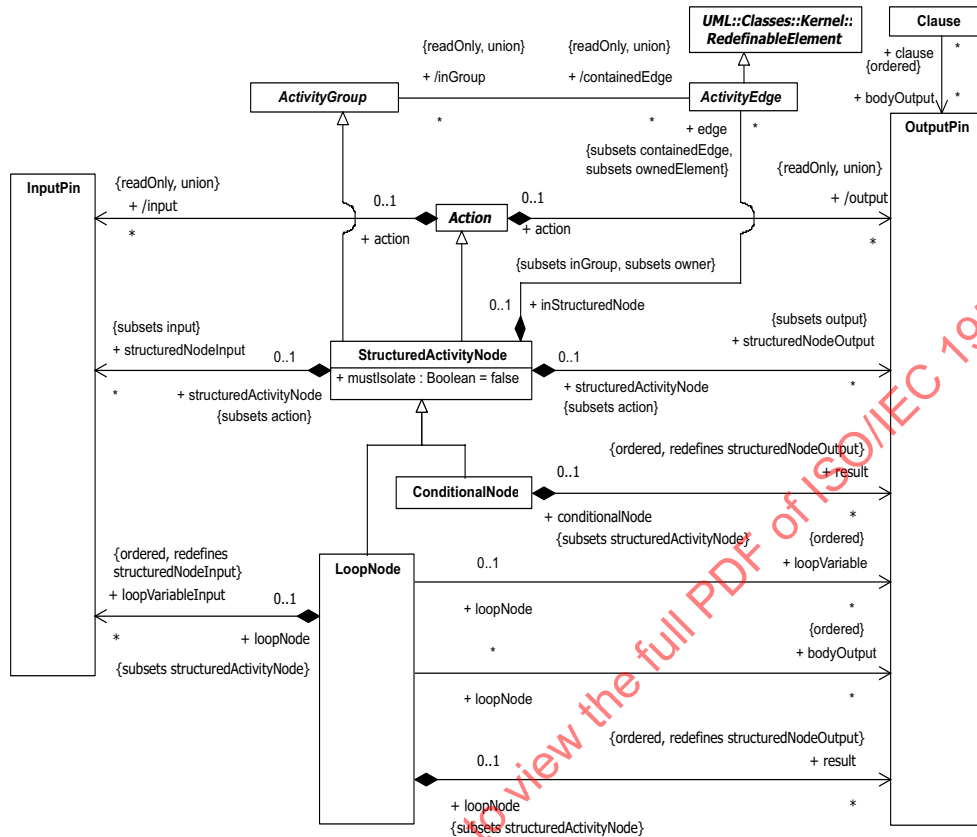 UML::Classes::Kernel::
RedefinableElement
Clause
{readOnly, union}
+ /inGroup
{readOnly, union}
+ /containedEdge
*
+ clause
{ordered}
ActivityGroup
ActivityEdge
*
*
*
+ bodyOutput
*
+ edge
*
OutputPin
{subsets containedEdge,
subsets ownedElement}
InputPin
{readOnly, union}
+ /input
*
0..1
+ action
Action
0..1
+ action
{readOnly, union}
+ /output
*
{subsets inGroup, subsets owner}
0..1
+ inStructuredNode
{subsets input}
+ structuredNodeInput
*
0..1
+ structuredActivityNode
{subsets action}
StructuredActivityNode
+ mustIsolate : Boolean = false
0..1
+ structuredActivityNode
{subsets action}
{subsets output}
+ structuredNodeOutput
*
ConditionalNode
0..1
+ conditionalNode
{subsets structuredActivityNode}
{ordered, redefines structuredNodeOutput}
+ result
*
{ordered, redefines
structuredNodeInput}
+ loopVariableInput
*
0..1
+ loopNode
{subsets structuredActivityNode}
LoopNode
0..1
+ loopNode
{ordered}
+ loopVariable
*
*
+ loopNode
{ordered}
+ bodyOutput
*
0..1
+ loopNode
{subsets structuredActivityNode}
{ordered, redefines structuredNodeOutput}
+ result
*
to view the full PDF of ISO/IEC 19